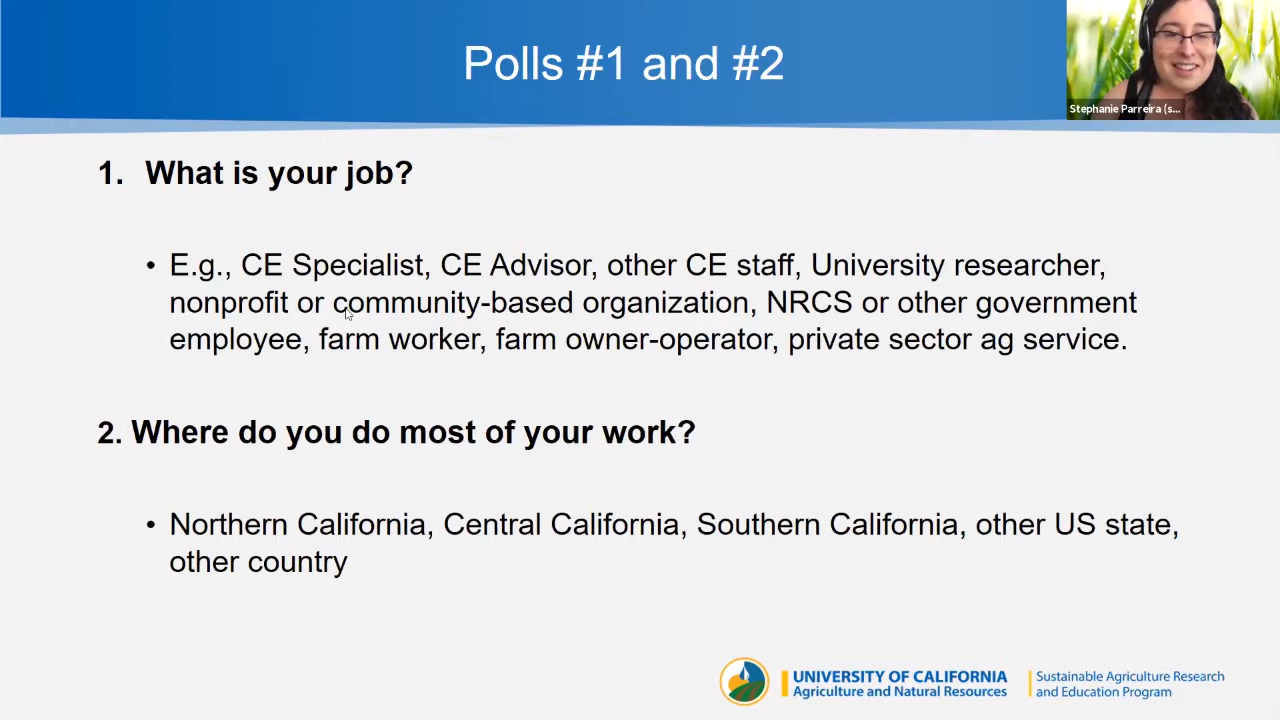 Polls #1 and #2
Stephanie Parreira (s...
1. What is your job?
• E.g., CE Specialist, CE Advisor, other CE staff, University researcher,
nonprofit or community-based organization, NRCS or other government
employee, farm worker, farm owner-operator, private sector ag service.
2. Where do you do most of your work?
• Northern California, Central California, Southern California, other US state,
other country
UNIVERSITY OF CALIFORNIA
Agriculture and Natural Resources
Sustainable Agriculture Research
and Education Program